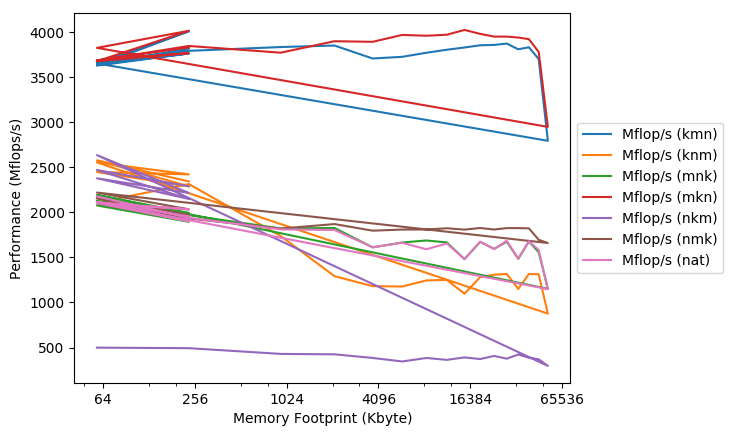 4000
3500
3000
2500
2000
1500
1000
500
Performance (Mflops/s)
64
256
1024
4096
16384
65536
Memory Footprint (Kbyte)
Mflop/s (kmn)
Mflop/s (knm)
Mflop/s (mnk)
Mflop/s (mkn)
Mflop/s (nkm)
Mflop/s (nmk)
Mflop/s (nat)